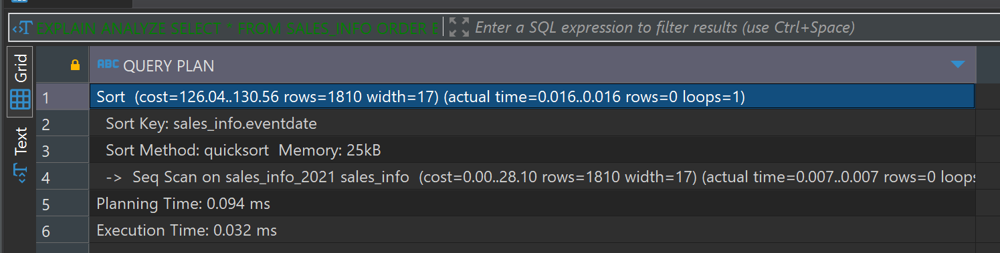 EXPLAIN ANALYZE SELECT * FROM SALES_INFO ORDER Enter a SQL expression to filter results (use Ctrl+Space)
Grid
Text
ABC QUERY PLAN
1 Sort (cost=126.04..130.56 rows=1810 width=17) (actual time=0.016..0.016 rows=0 loops=1)
2 Sort Key: sales_info.eventdate
3 Sort Method: quicksort Memory: 25kB
4 -> Seq Scan on sales_info_2021 sales_info (cost=0.00..28.10 rows=1810 width=17) (actual time=0.007..0.007 rows=0 loops
5 Planning Time: 0.094 ms
6 Execution Time: 0.032 ms